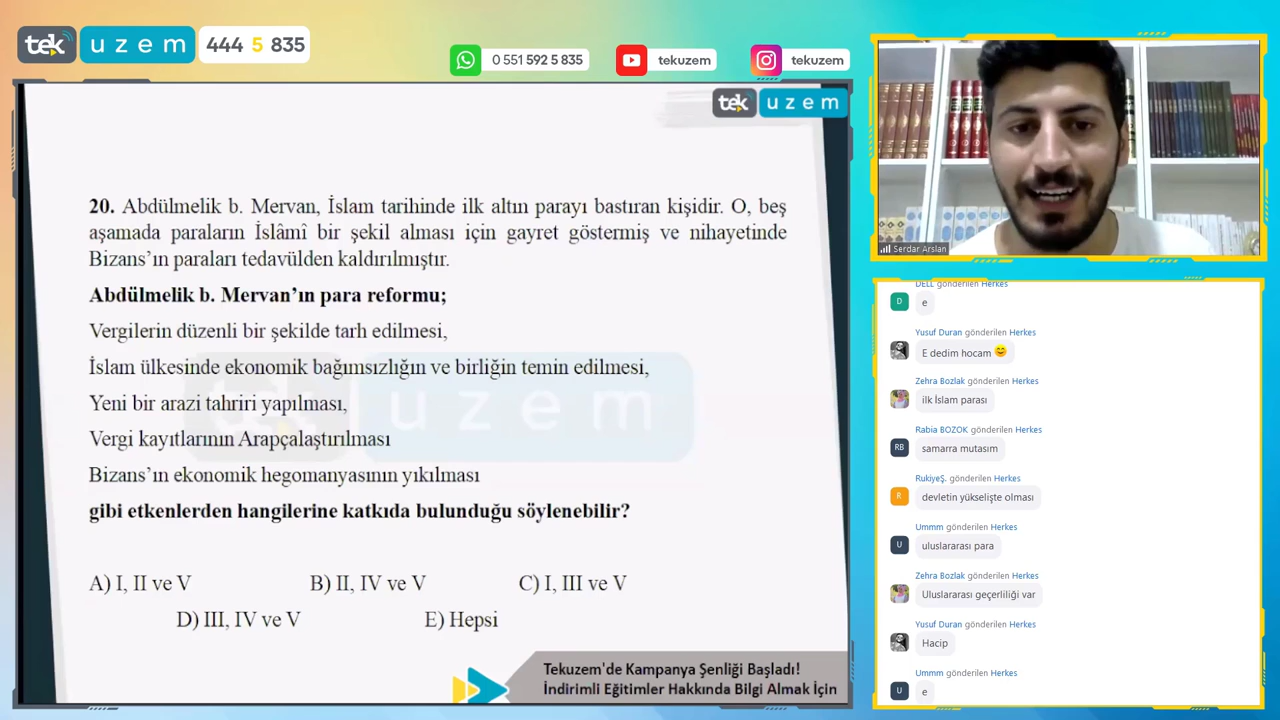 tek uzem 444 5 835
0 551 592 5 835
tekuzem
tekuzem
tek uzem
20. Abdülmelik b. Mervan, İslam tarihinde ilk altın parayı bastıran kişidir. O, beş
aşamada paraların İslâmî bir şekil alması için gayret göstermiş ve nihayetinde
Bizans’ın paraları tedavülden kaldırılmıştır.
Abdülmelik b. Mervan’ın para reformu;
Vergilerin düzenli bir şekilde tarh edilmesi,
İslam ülkesinde ekonomik bağımsızlığın ve birliğin temin edilmesi,
Yeni bir arazi tahriri yapılması,
Vergi kayıtlarının Arapçalaştırılması
Bizans’ın ekonomik hegomanyasının yıkılması
gibi etkenlerden hangilerine katkıda bulunduğu söylenebilir?
A) I, II ve V B) II, IV ve V C) I, III ve V
D) III, IV ve V E) Hepsi
tek uzem
Tekuzem'de Kampanya Şenliği Başladı!
İndirimli Eğitimler Hakkında Bilgi Almak İçin
Serdar Arslan
DELL gönderilen Herkes
D e
Yusuf Duran gönderilen Herkes
E dedim hocam
Zehra Bozlak gönderilen Herkes
ilk İslam parası
Rabia BOZOK gönderilen Herkes
RB samarra mutasım
RukiyeŞ. gönderilen Herkes
R devletin yükselişte olması
Ummm gönderilen Herkes
U uluslararası para
Zehra Bozlak gönderilen Herkes
Uluslararası geçerliliği var
Yusuf Duran gönderilen Herkes
Hacip
Ummm gönderilen Herkes
U e